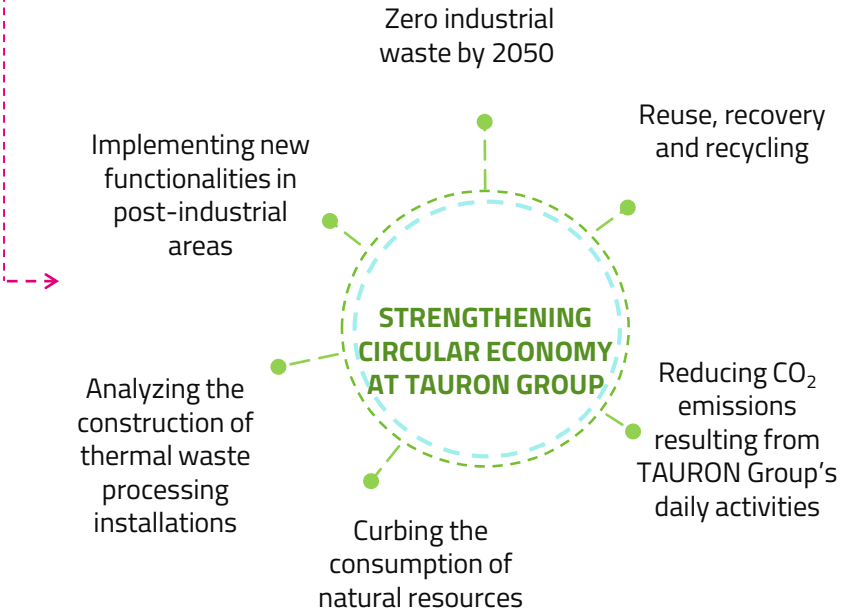 Zero industrial
waste by 2050
Reuse, recovery
and recycling
Implementing new
functionalities in
post-industrial
areas
STRENGTHENING
CIRCULAR ECONOMY
AT TAURON GROUP
Reducing CO₂
emissions
resulting from
TAURON Group’s
daily activities
Analyzing the
construction of
thermal waste
processing
installations
Curbing the
consumption of
natural resources